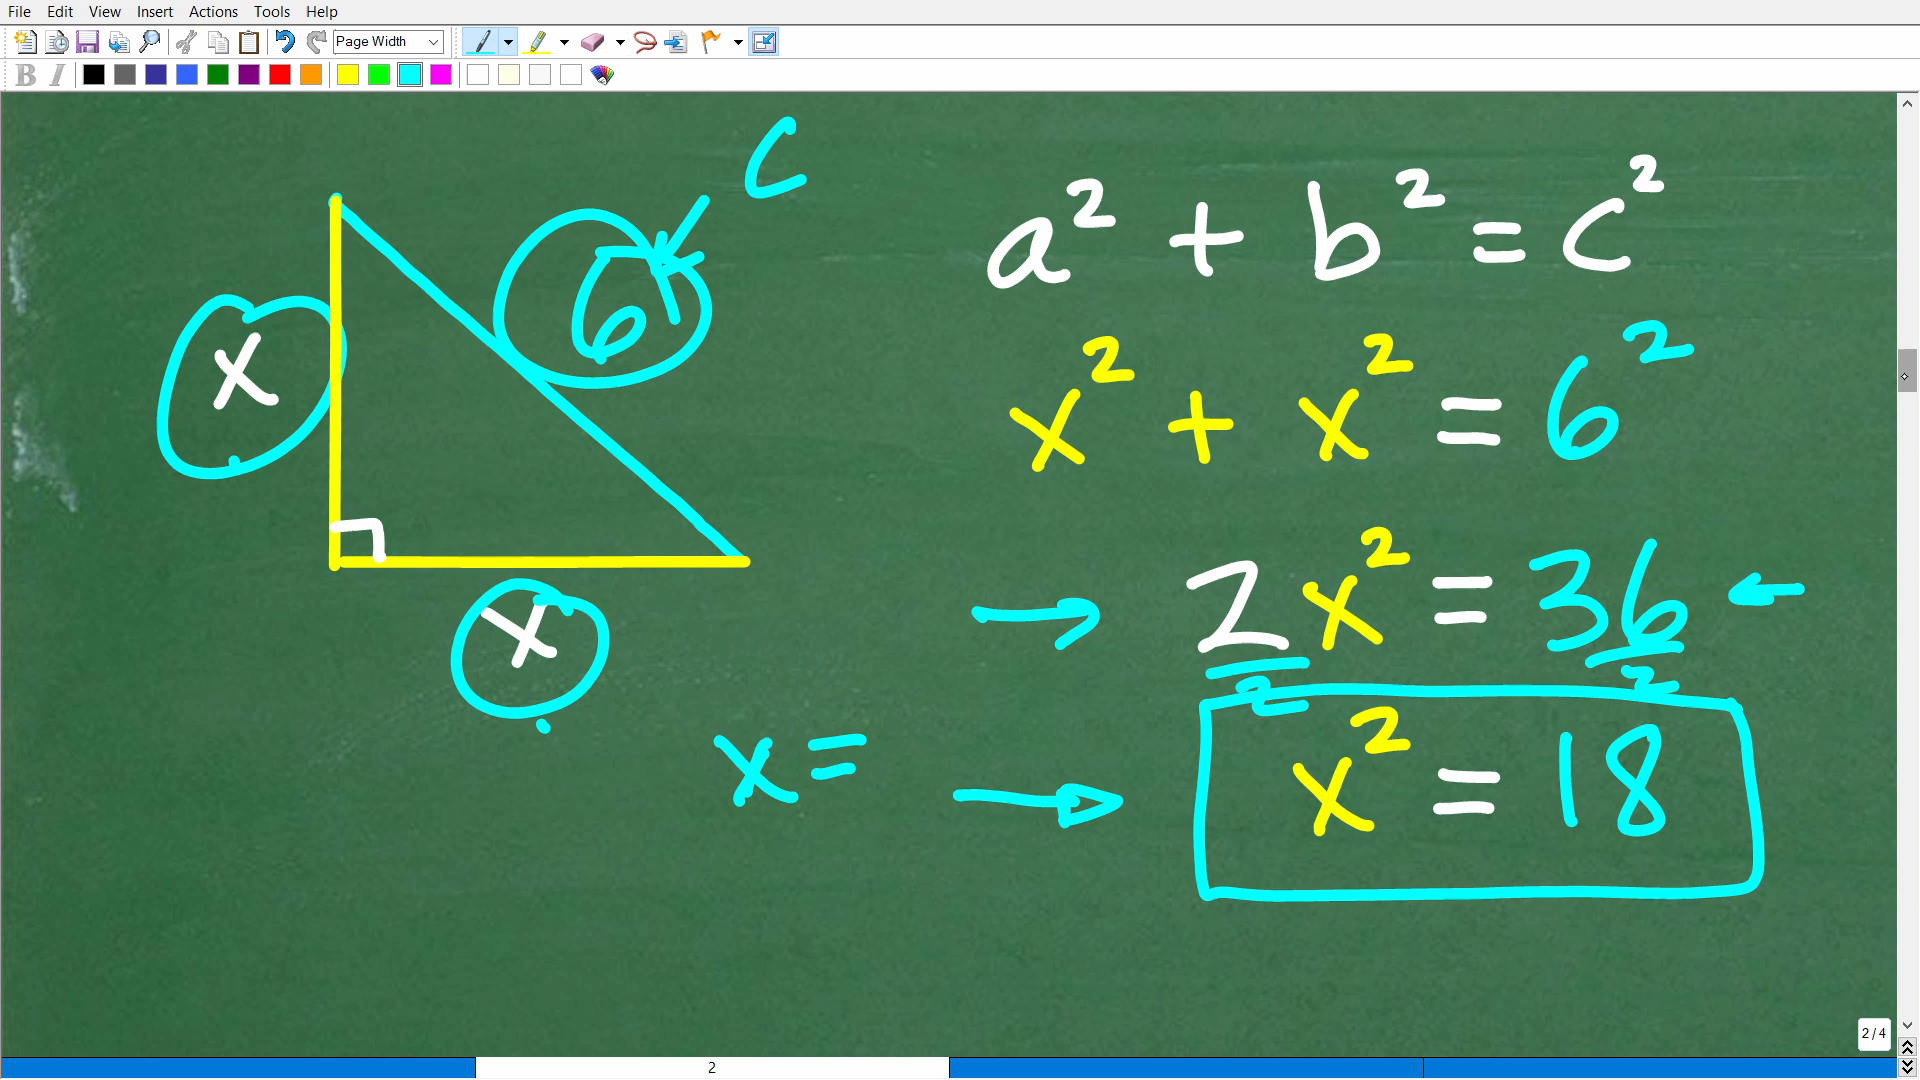 File Edit View Insert Actions Tools Help
Page Width
B I
C
6
X
X
a² + b² = c²
x² + x² = 6²
→ 2x² = 36 ←
2 2
x = → x² = 18
2 / 4
2